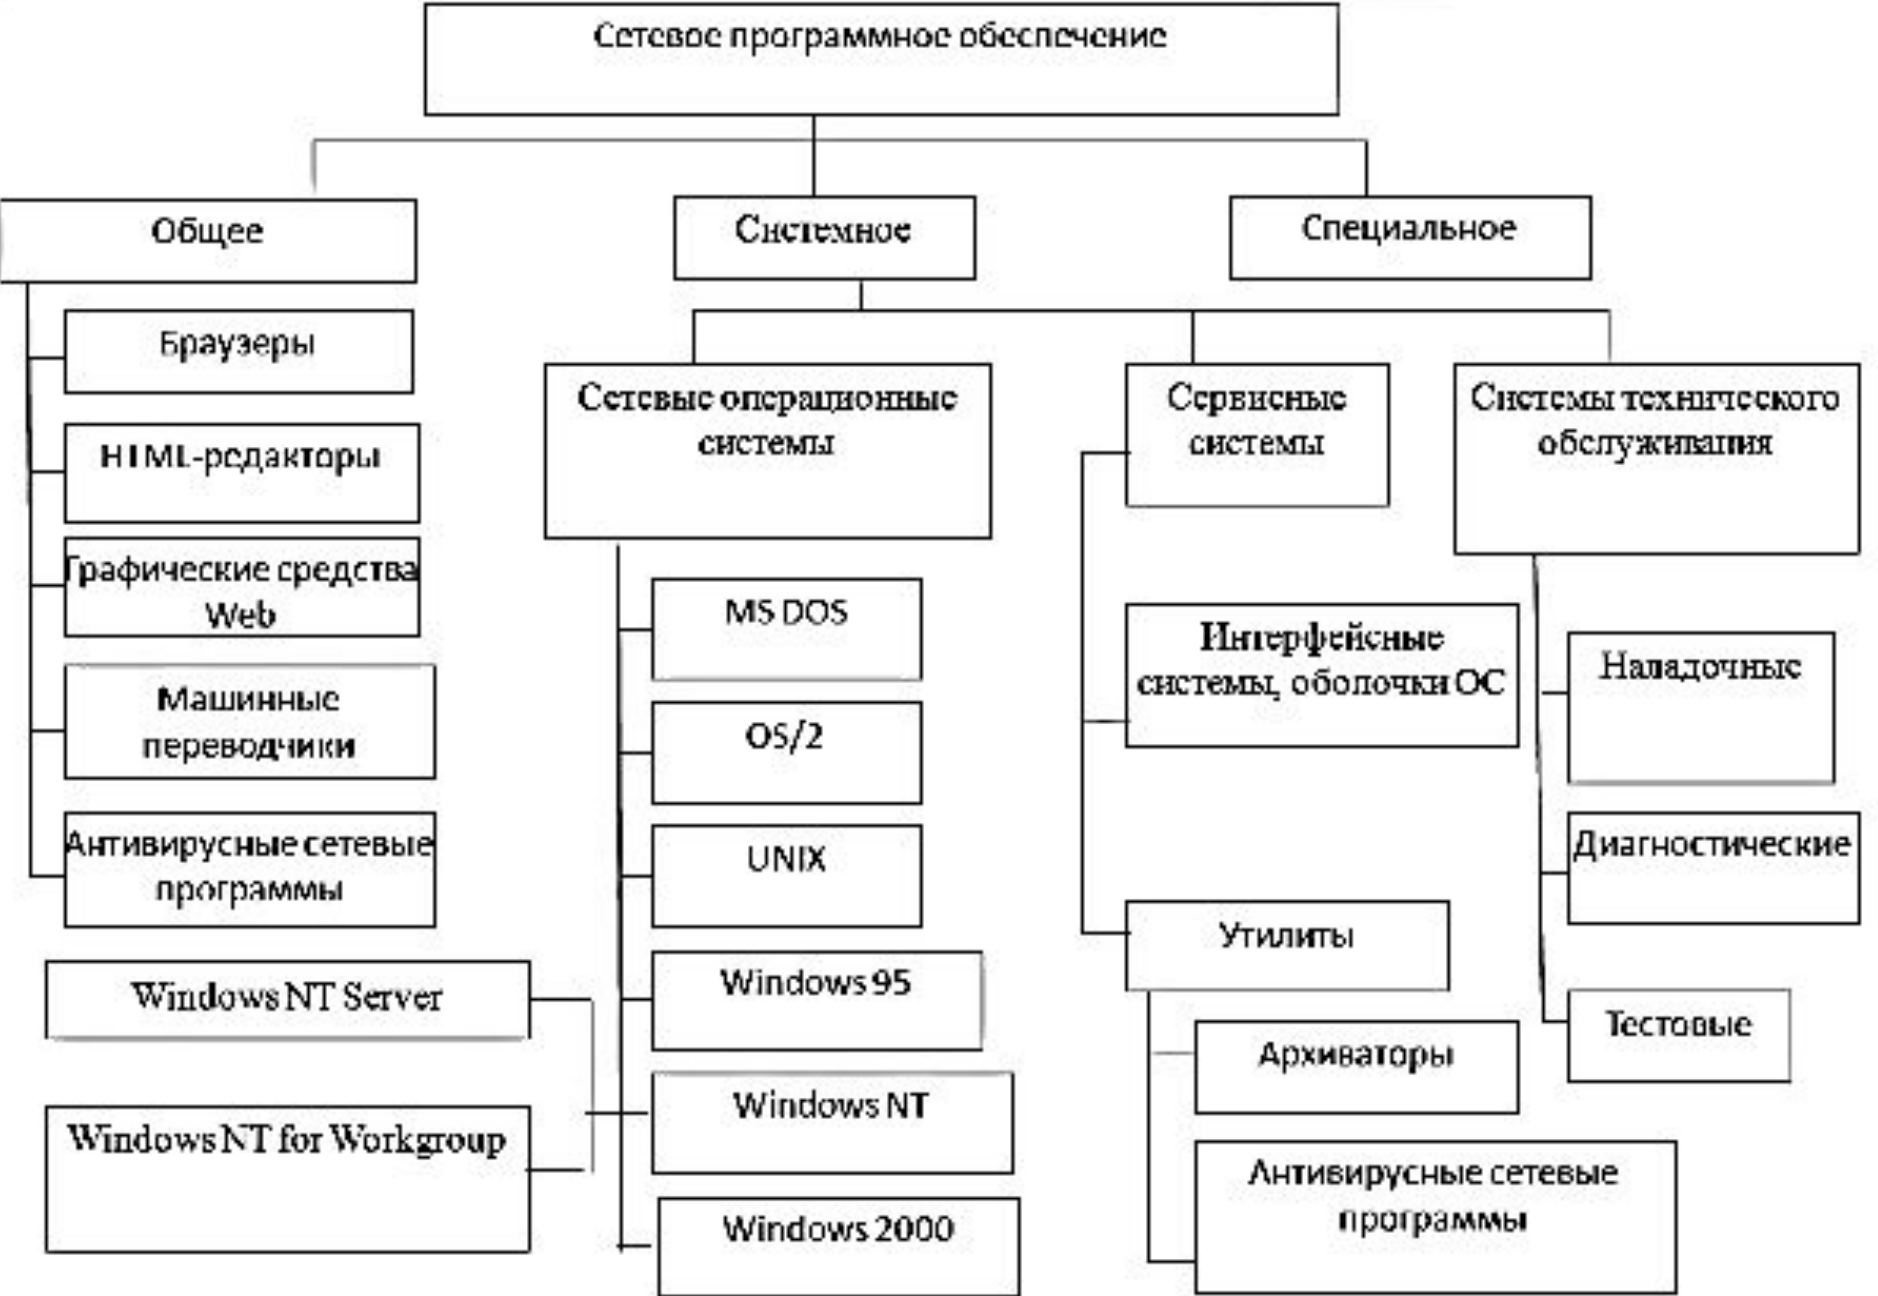 Сетевое программное обеспечение
Общее
Системное
Специальное
Браузеры
HTML-редакторы
Графические средства
Web
Машинные
переводчики
Антивирусные сетевые
программы
Сетевые операционные
системы
MS DOS
OS/2
UNIX
Windows 95
Windows NT
Windows 2000
Windows NT Server
Windows NT for Workgroup
Сервисные
системы
Интерфейсные
системы, оболочки ОС
Утилиты
Архиваторы
Антивирусные сетевые
программы
Системы технического
обслуживания
Наладочные
Диагностические
Тестовые